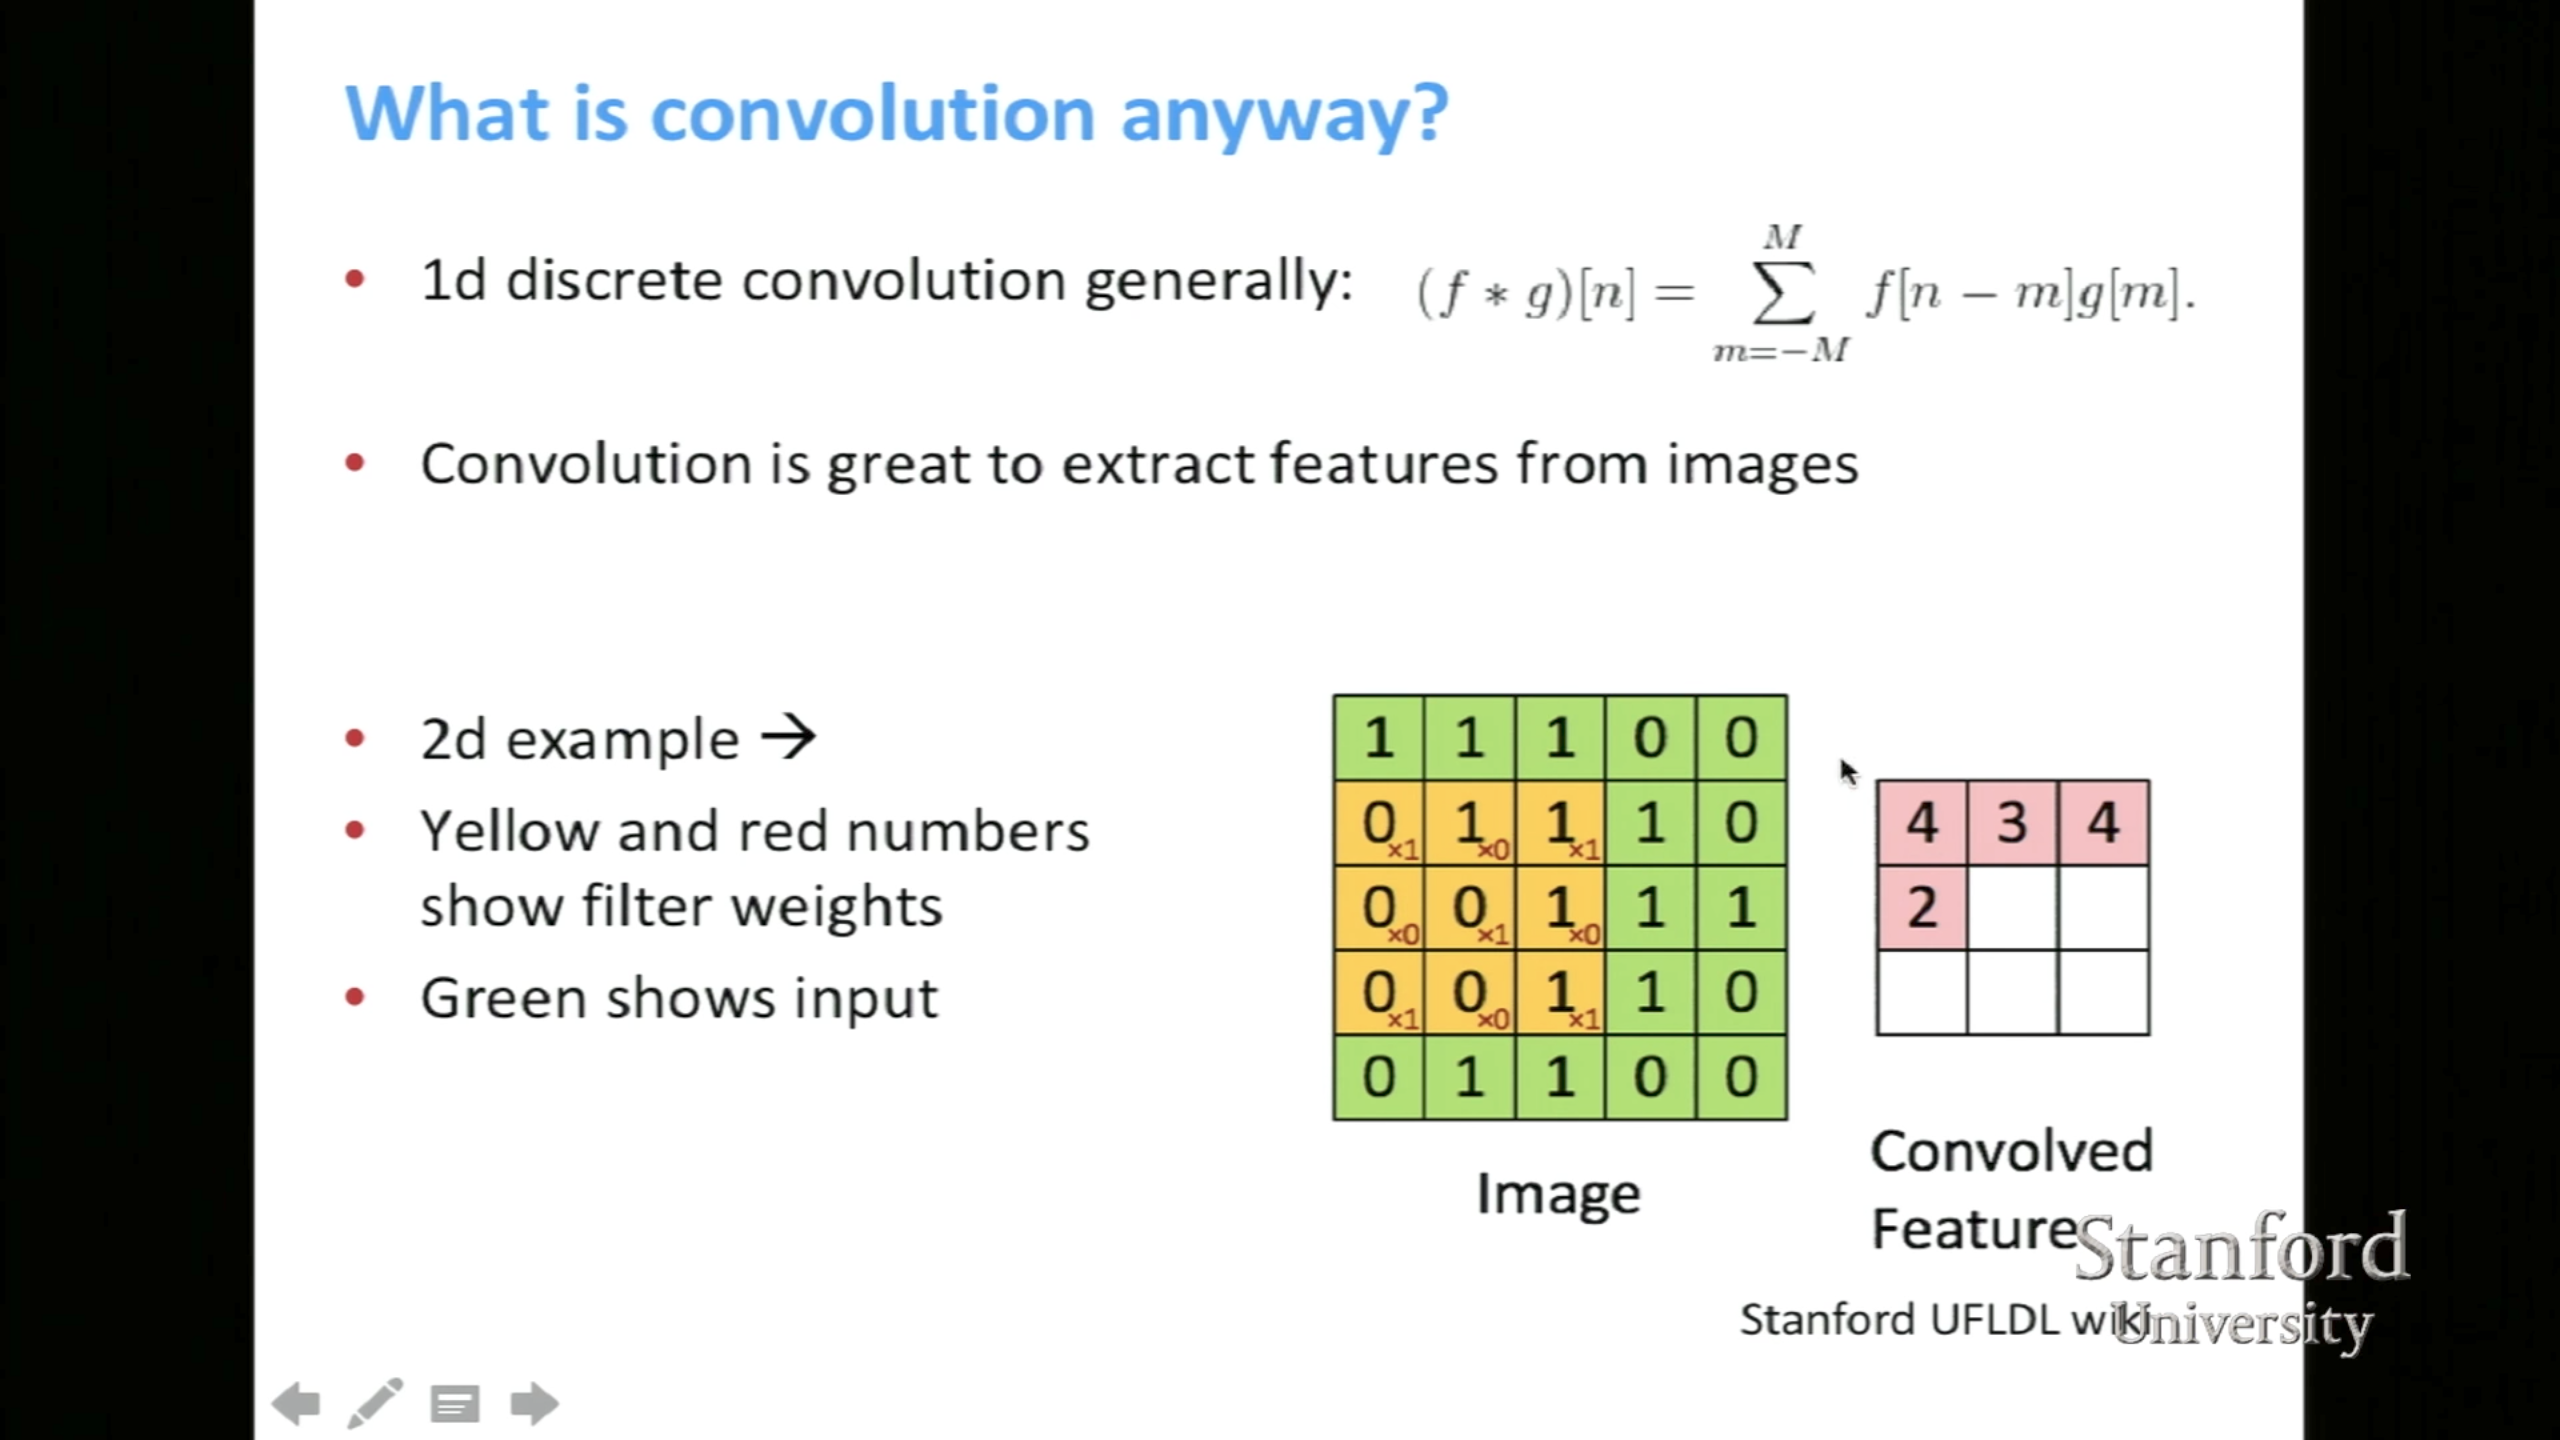 What is convolution anyway?
• 1d discrete convolution generally: (f ∗ g)[n] = ∑_{m=−M}^{M} f[n − m]g[m].
• Convolution is great to extract features from images
• 2d example →
• Yellow and red numbers
show filter weights
• Green shows input
1 1 1 0 0
0×1 1×0 1×1 1 0
0×0 0×1 1×0 1 1
0×1 0×0 1×1 1 0
0 1 1 0 0
Image
4 3 4
2
Convolved
Feature
Stanford UFLDL wiki
Stanford
University